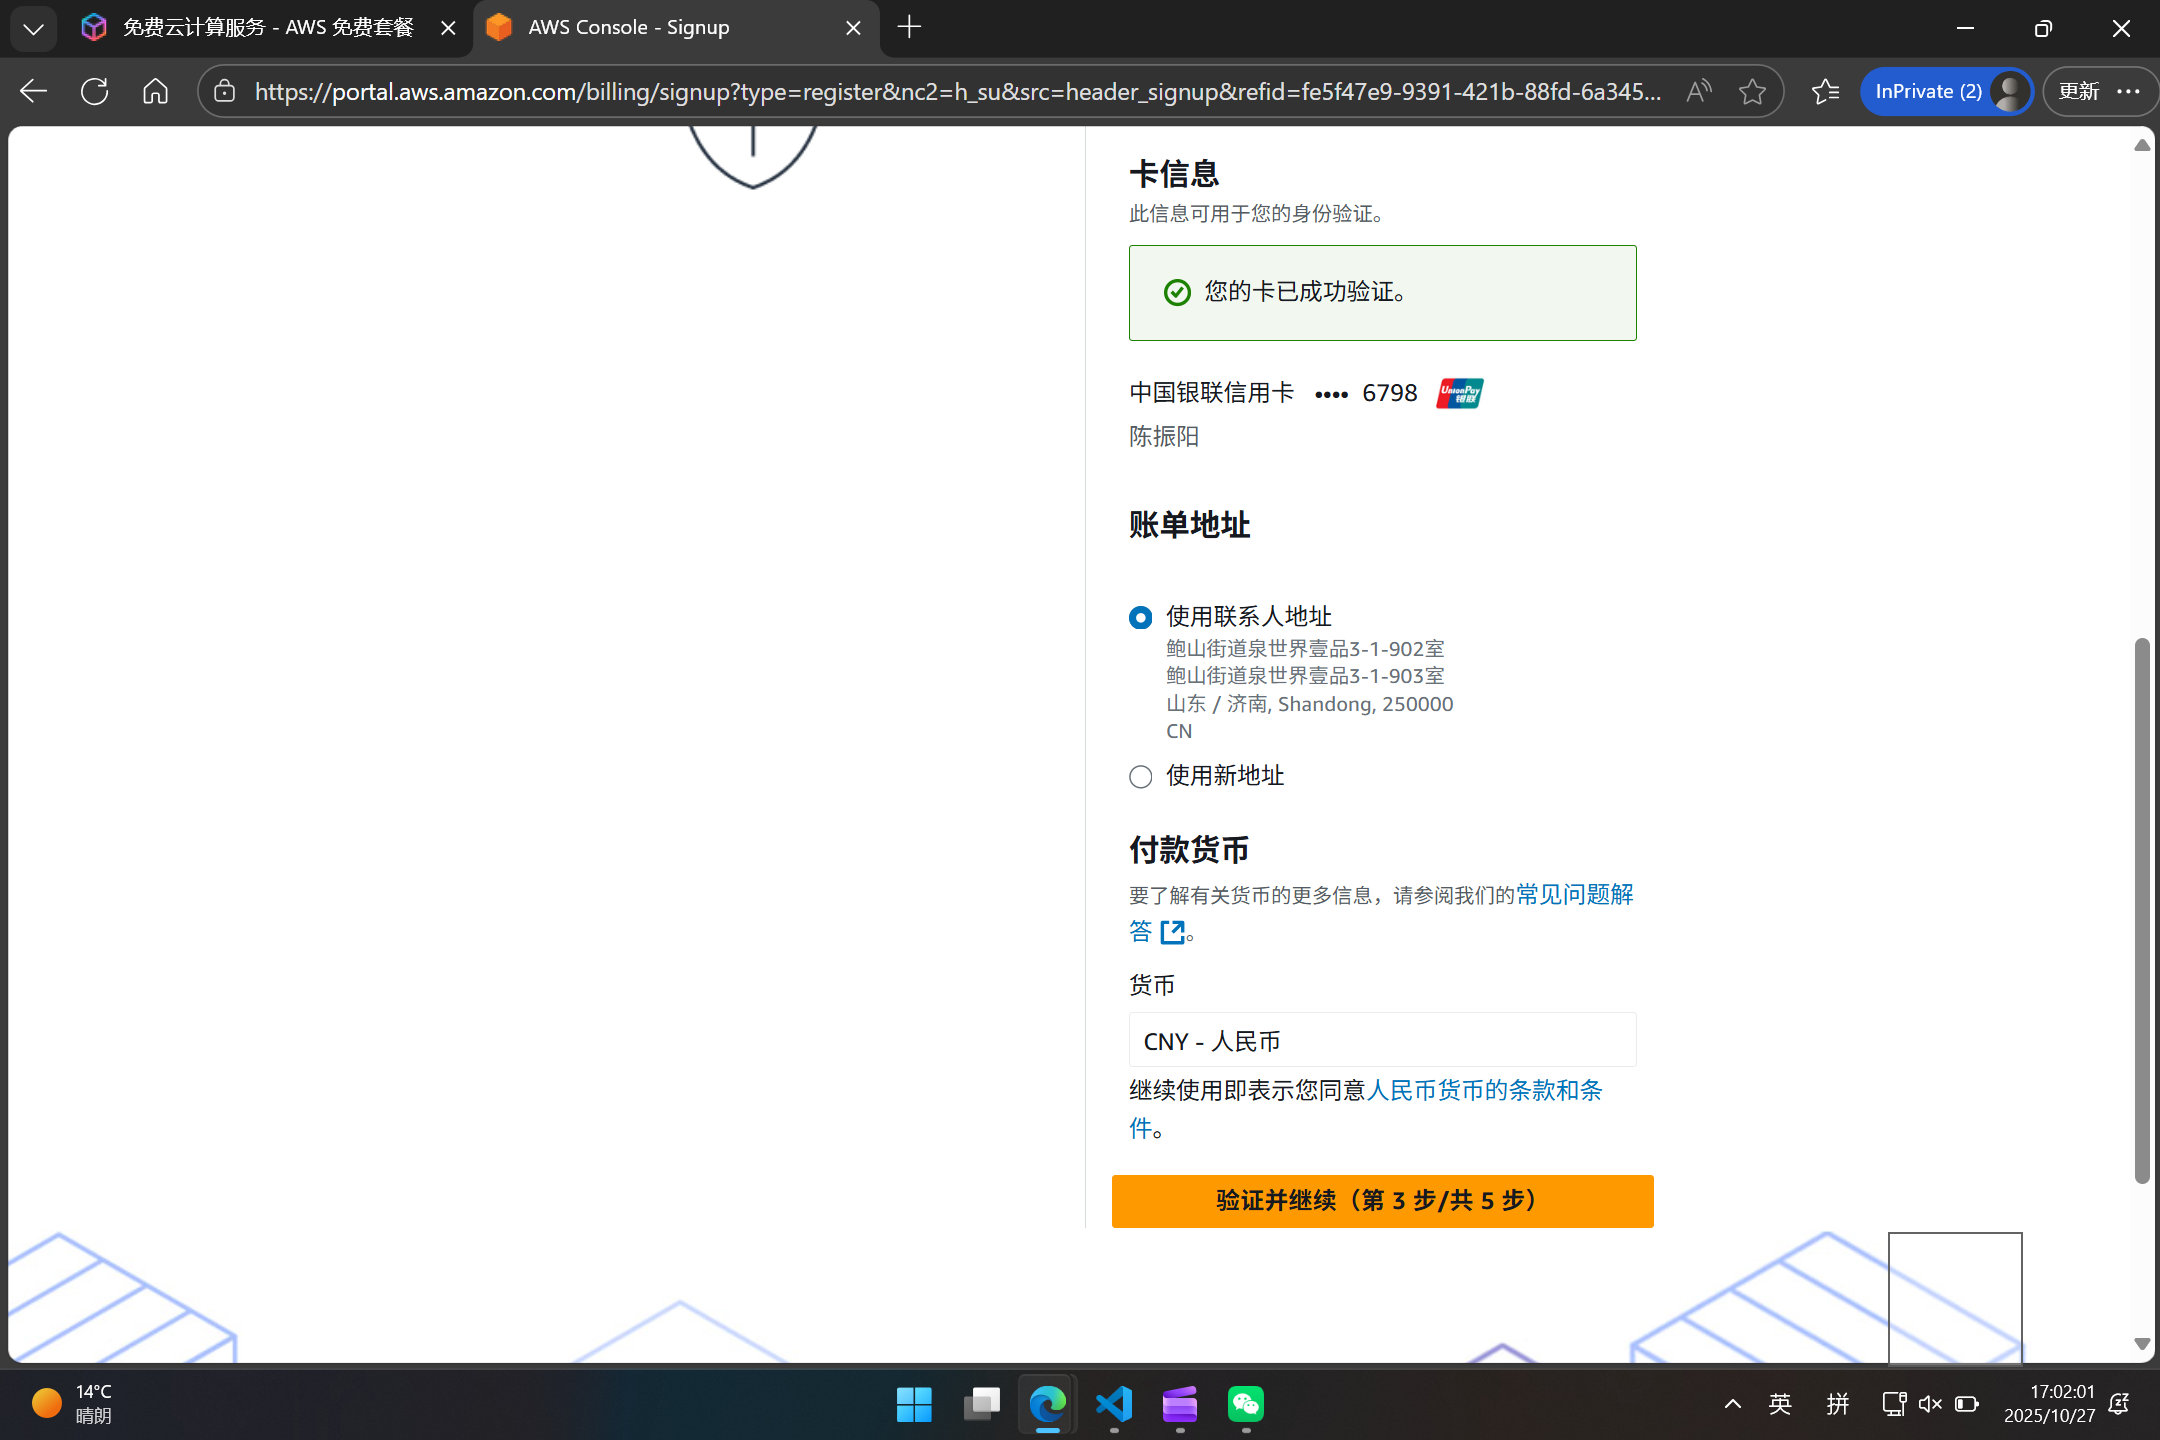 免费云计算服务 - AWS 免费套餐
AWS Console - Signup
https://portal.aws.amazon.com/billing/signup?type=register&nc2=h_su&src=header_signup&refid=fe5f47e9-9391-421b-88fd-6a345...
InPrivate (2)
更新
卡信息
此信息可用于您的身份验证。
您的卡已成功验证。
中国银联信用卡 •••• 6798
UnionPay
银联
陈振阳
账单地址
使用联系人地址
鲍山街道泉世界壹品3-1-902室
鲍山街道泉世界壹品3-1-903室
山东 / 济南, Shandong, 250000
CN
使用新地址
付款货币
要了解有关货币的更多信息，请参阅我们的常见问题解
答。
货币
CNY - 人民币
继续使用即表示您同意人民币货币的条款和条
件。
验证并继续（第 3 步/共 5 步）
14°C
晴朗
英
拼
17:02:01
2025/10/27